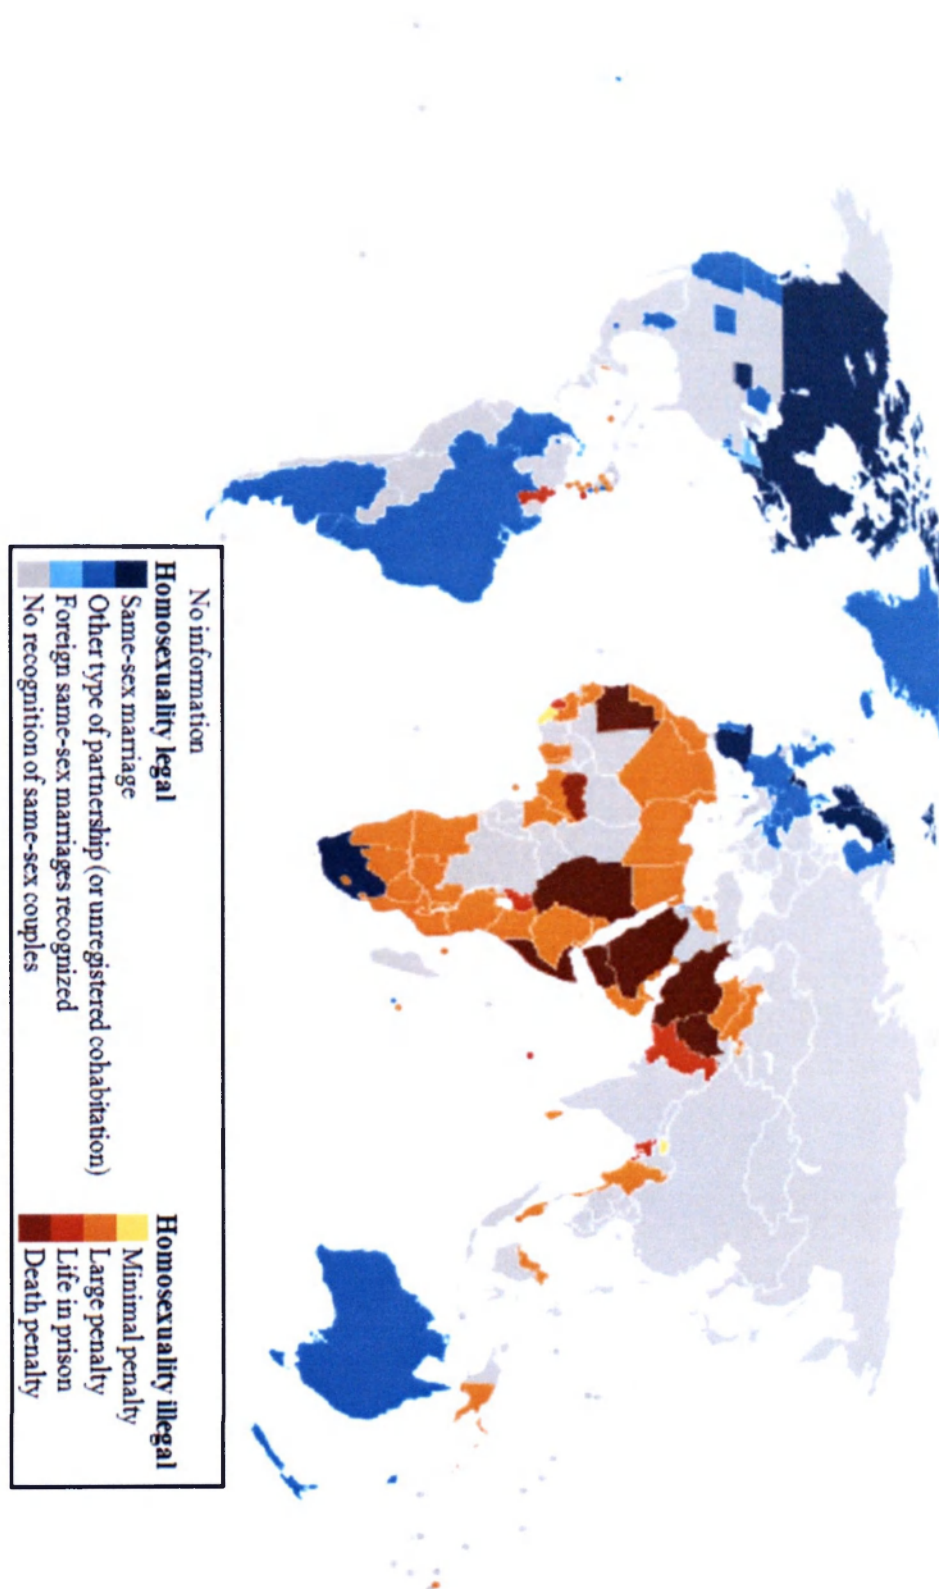 No information
Homosexuality legal
Same-sex marriage
Other type of partnership (or unregistered cohabitation)
Foreign same-sex marriages recognized
No recognition of same-sex couples
Homosexuality illegal
Minimal penalty
Large penalty
Life in prison
Death penalty